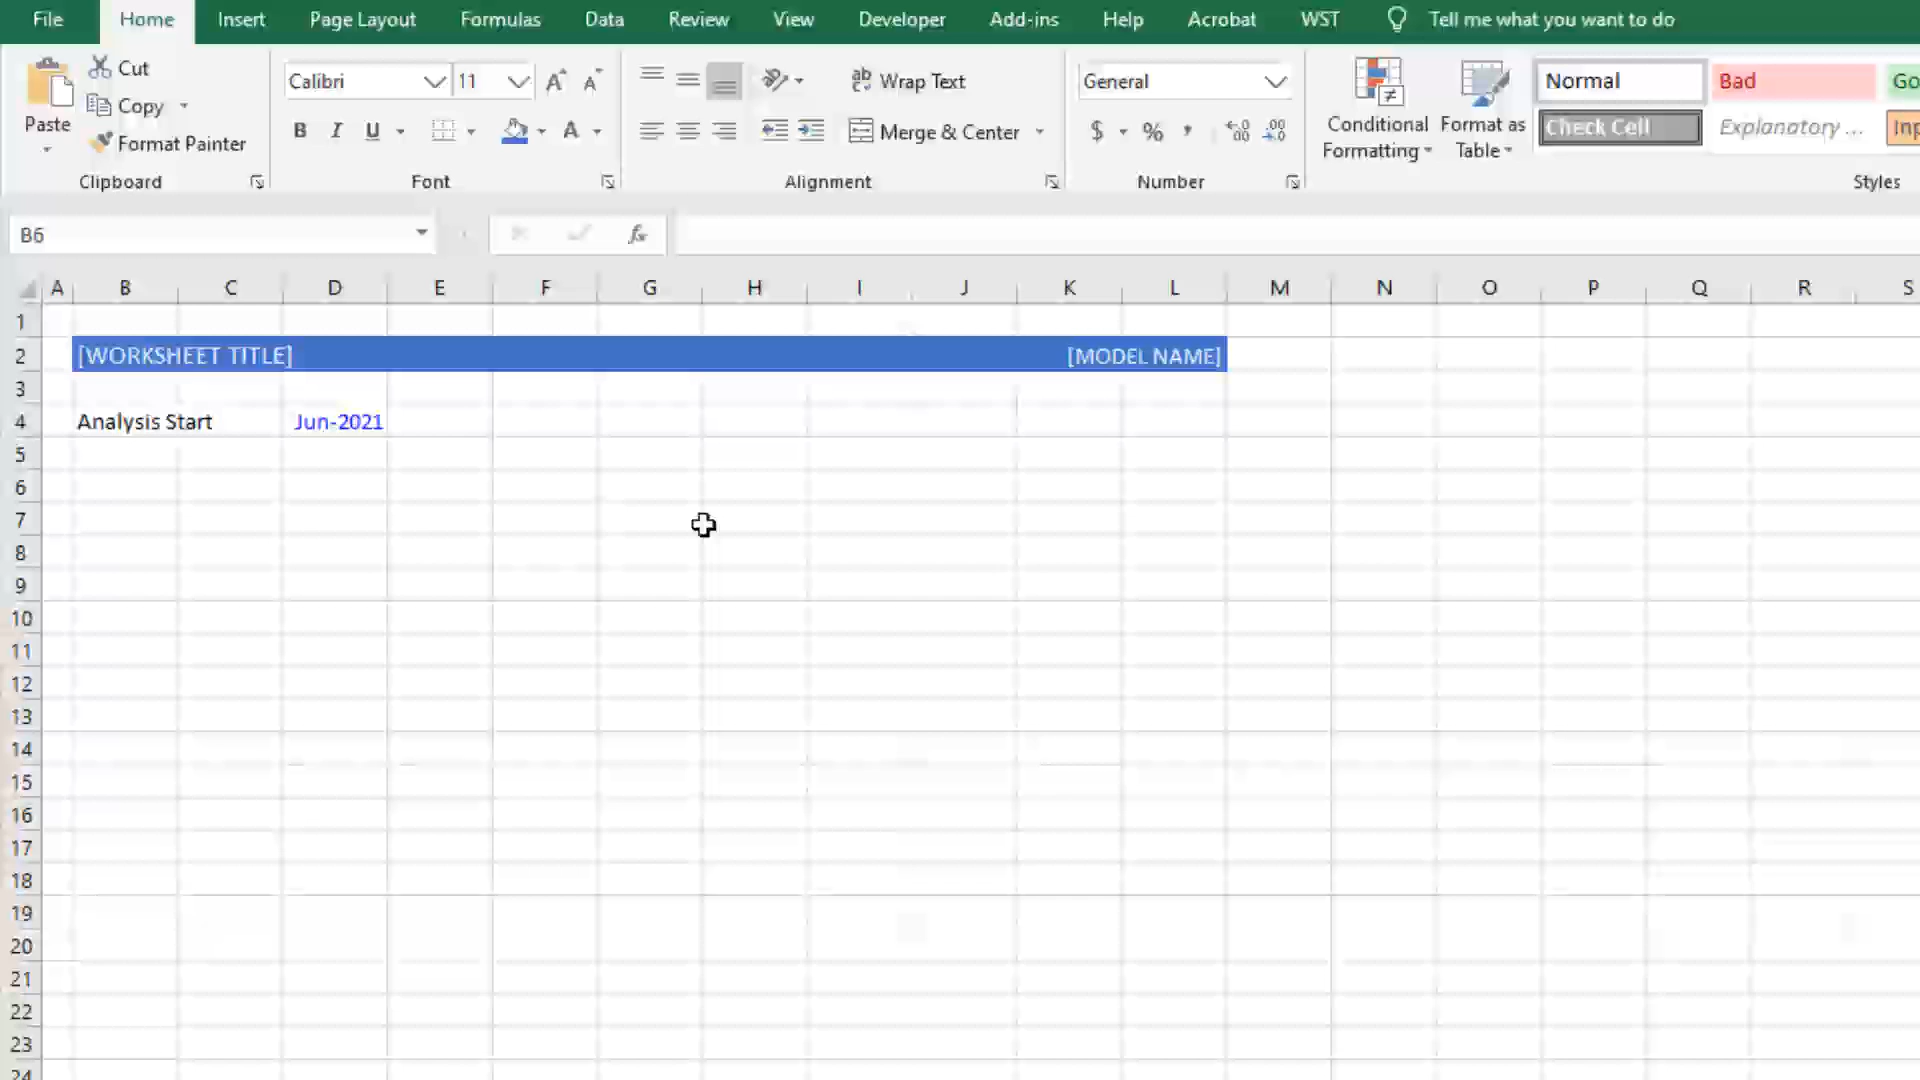 File Home Insert Page Layout Formulas Data Review View Developer Add-ins Help Acrobat WST Tell me what you want to do
Paste
Cut
Copy
Format Painter
Clipboard
Calibri 11
B I U A
Font
Wrap Text
Merge & Center
Alignment
General
$ %
Number
Conditional Formatting
Format as Table
Normal Bad
Check Cell Explanatory ...
Styles
B6
fx
A B C D E F G H I J K L M N O P Q R S
1
2 [WORKSHEET TITLE] [MODEL NAME]
3
4 Analysis Start Jun-2021
5
6
7
8
9
10
11
12
13
14
15
16
17
18
19
20
21
22
23
24